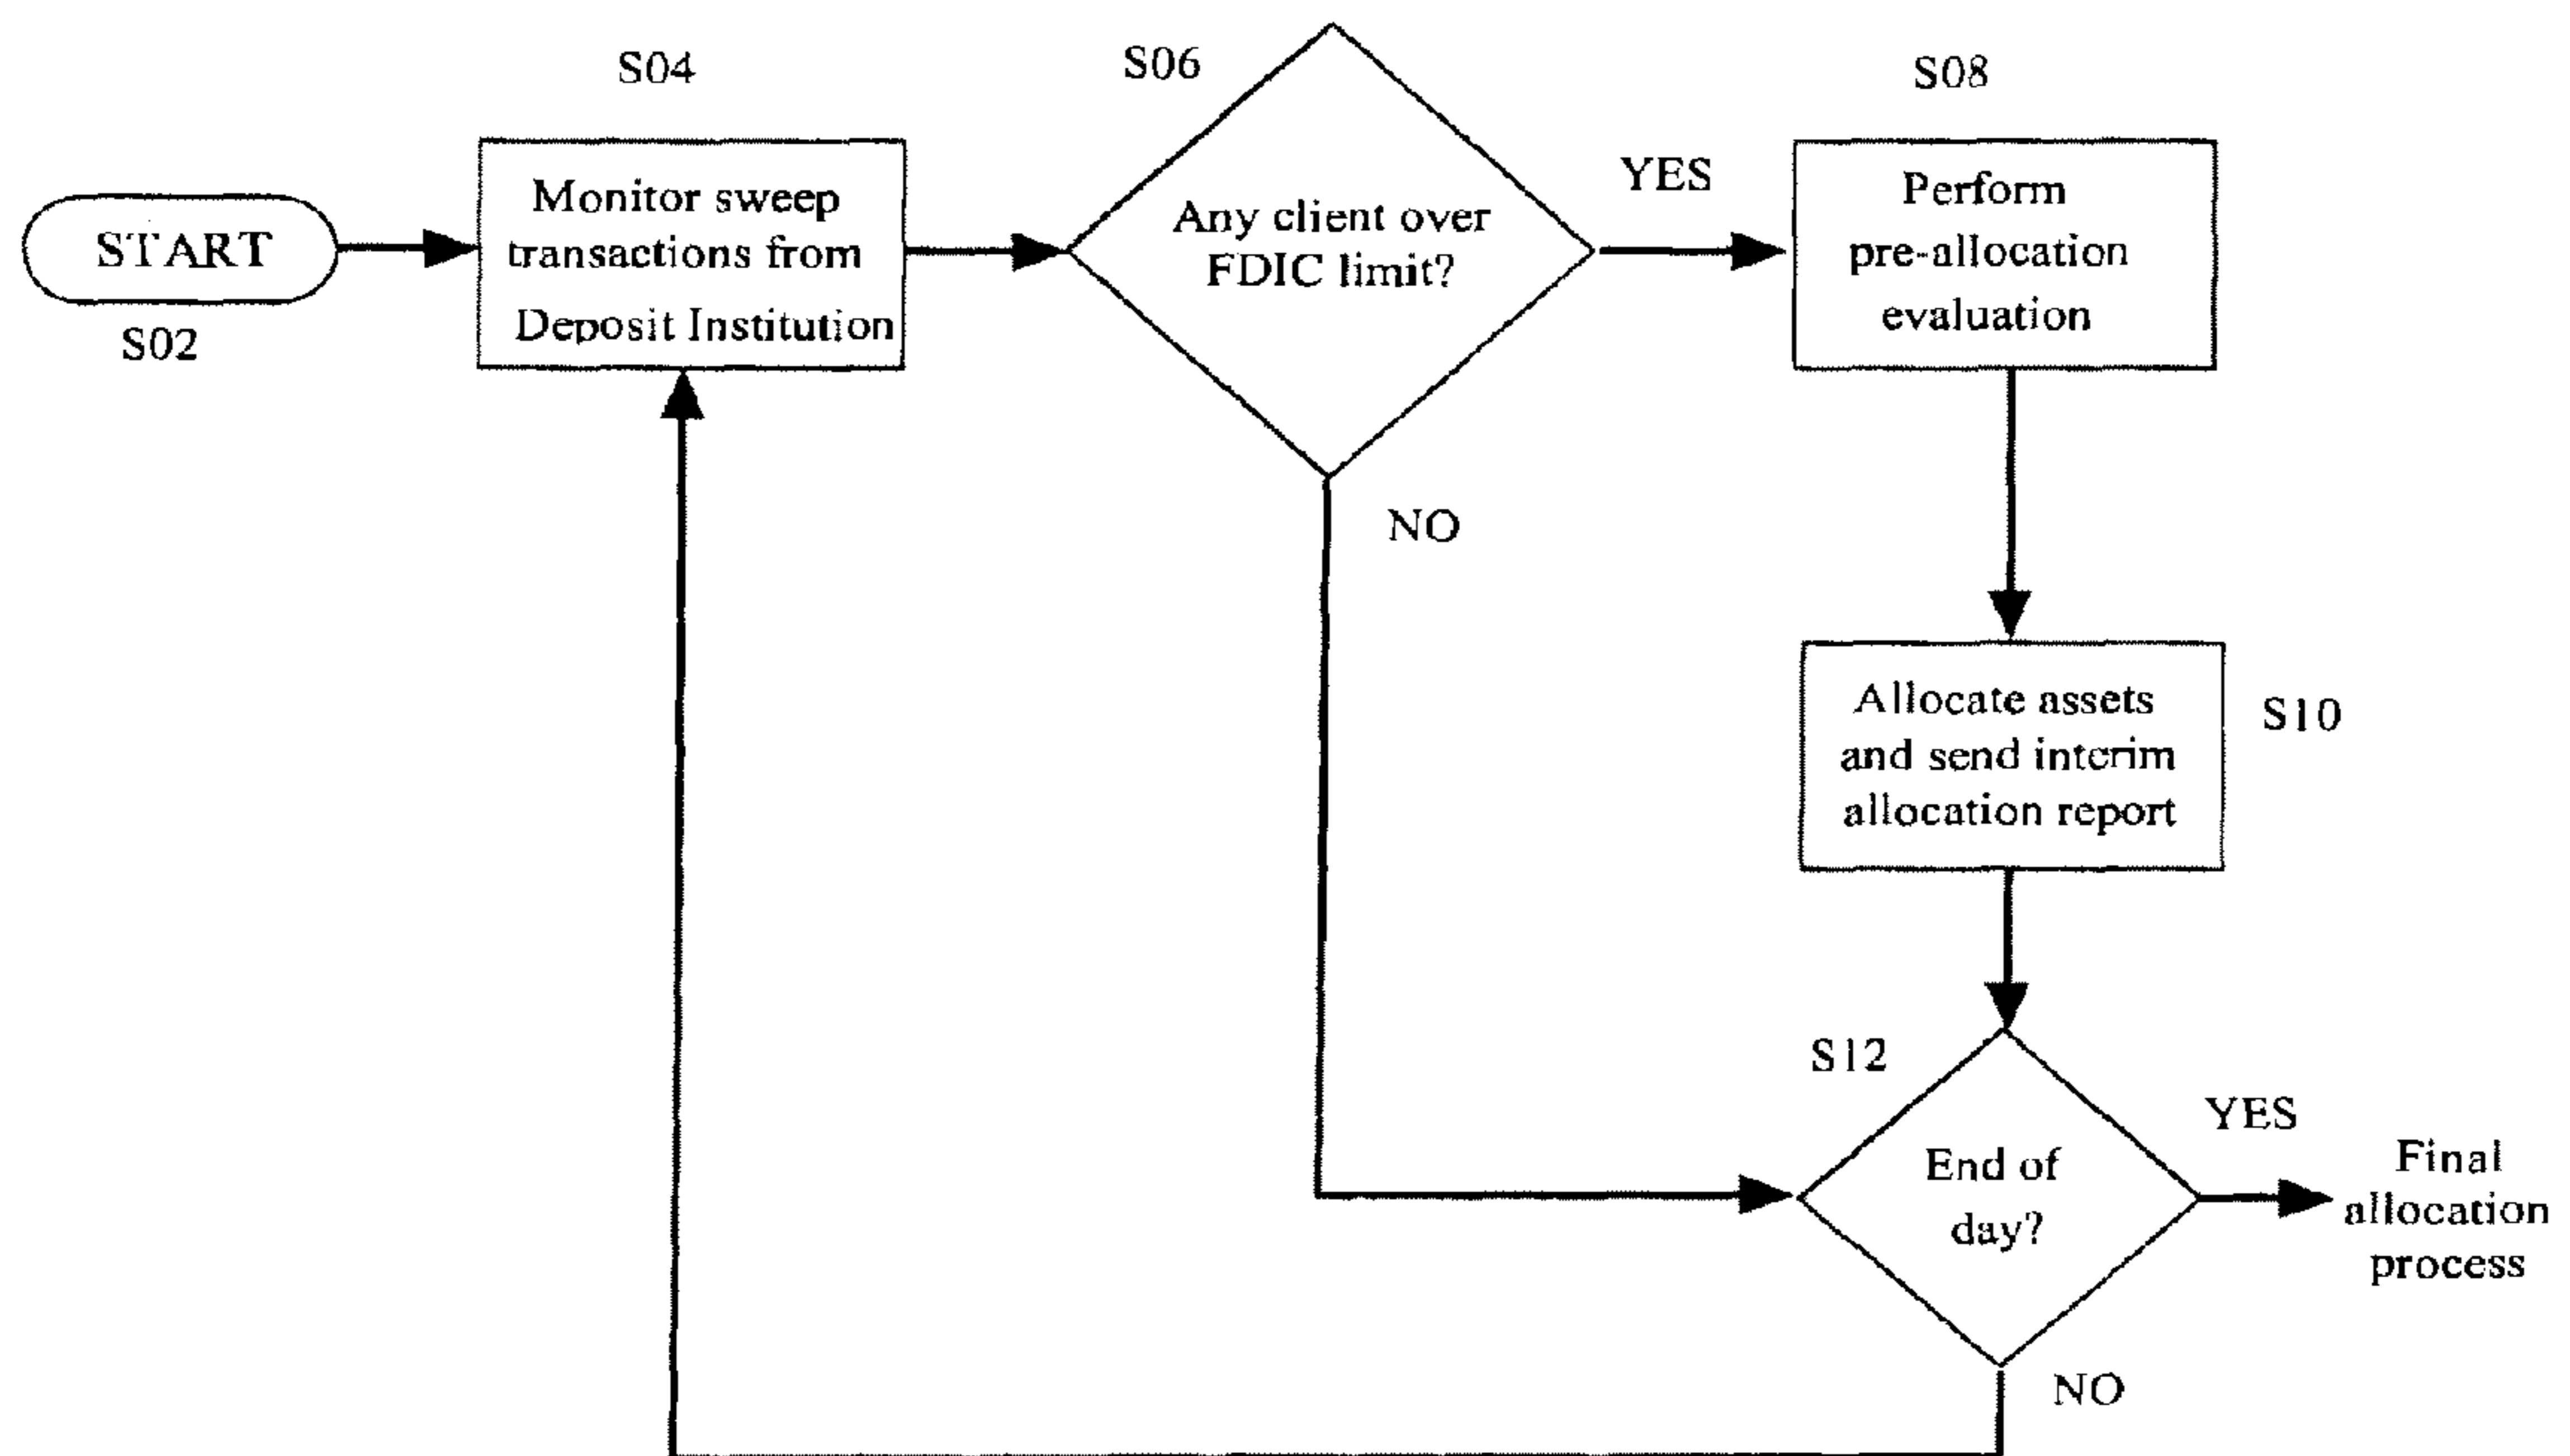 S04
S06
S08
START
S02
Monitor sweep
transactions from
Deposit Institution
Any client over
FDIC limit?
YES
Perform
pre-allocation
evaluation
NO
Allocate assets
and send interim
allocation report
S10
S12
End of
day?
YES
Final
allocation
process
NO